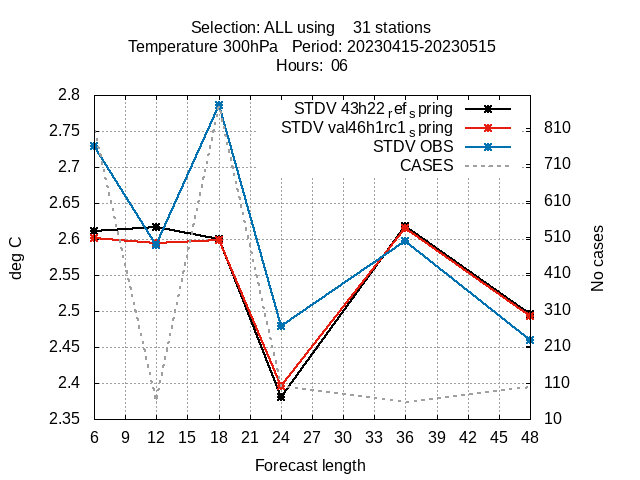 Selection: ALL using    31 stations
Temperature 300hPa   Period: 20230415-20230515
Hours:  06
STDV 43h22_ref_spring
STDV val46h1rc1_spring
STDV OBS
CASES
2.8
2.75
2.7
2.65
2.6
2.55
2.5
2.45
2.4
2.35
deg C
810
710
610
510
410
310
210
110
10
No cases
6 9 12 15 18 21 24 27 30 33 36 39 42 45 48
Forecast length